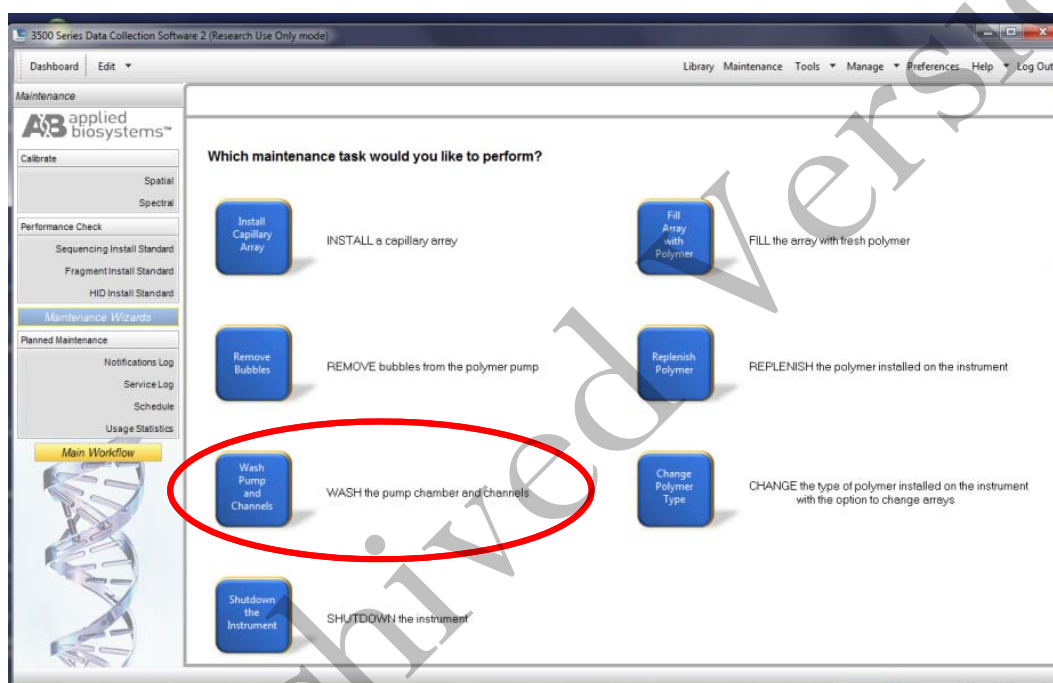 3500 Series Data Collection Software 2 (Research Use Only mode)
Dashboard Edit
Library Maintenance Tools Manage Preferences Help Log Out
Maintenance
AB applied
biosystems™
Calibrate
Spatial
Spectral
Performance Check
Sequencing Install Standard
Fragment Install Standard
HID Install Standard
Maintenance Wizards
Planned Maintenance
Notifications Log
Service Log
Schedule
Usage Statistics
Main Workflow
Which maintenance task would you like to perform?
Install
Capillary
Array
INSTALL a capillary array
Fill
Array
with
Polymer
FILL the array with fresh polymer
Remove
Bubbles
REMOVE bubbles from the polymer pump
Replenish
Polymer
REPLENISH the polymer installed on the instrument
Wash
Pump
and
Channels
WASH the pump chamber and channels
Change
Polymer
Type
CHANGE the type of polymer installed on the instrument
with the option to change arrays
Shutdown
the
Instrument
SHUTDOWN the instrument
chived Versio